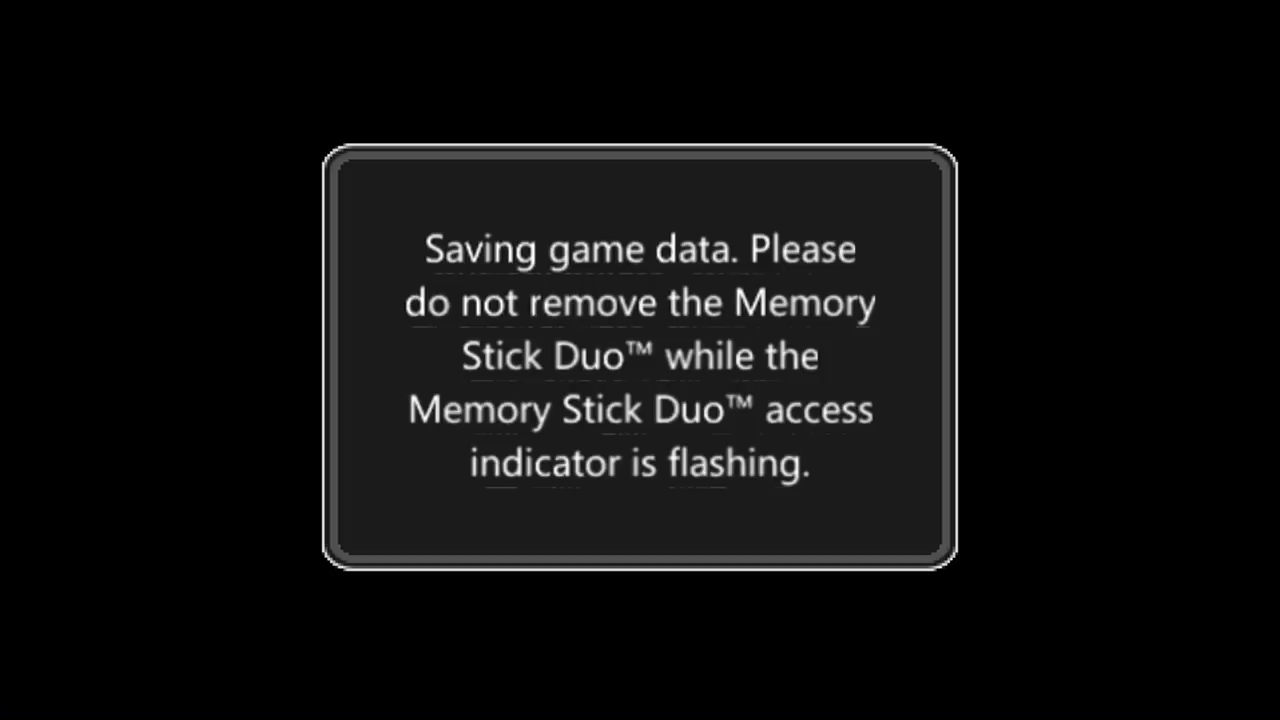 Saving game data. Please
do not remove the Memory
Stick Duo™ while the
Memory Stick Duo™ access
indicator is flashing.